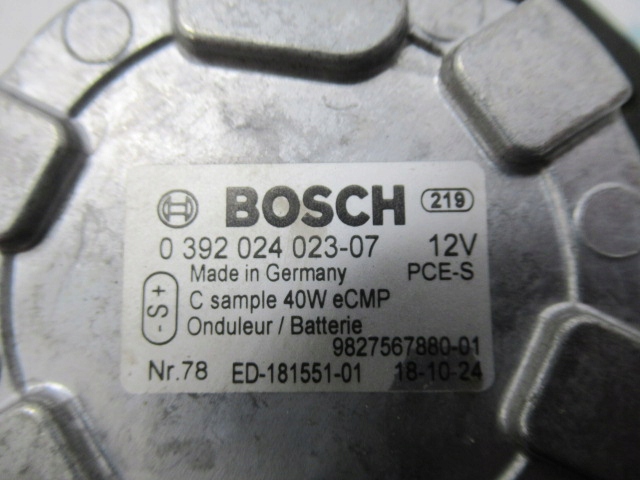 BOSCH 219
0 392 024 023-07 12V
Made in Germany PCE-S
C sample 40W eCMP
- S +
Onduleur / Batterie
9827567880-01
Nr.78 ED-181551-01 18-10-24